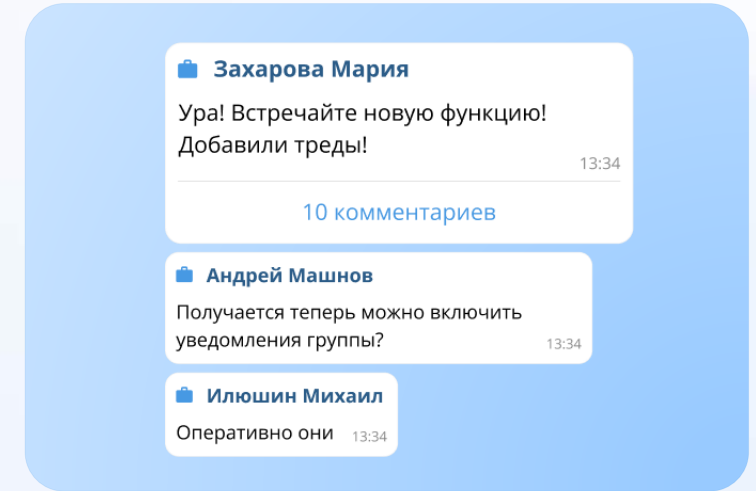 Захарова Мария
Ура! Встречайте новую функцию!
Добавили треды!
13:34
10 комментариев
Андрей Машнов
Получается теперь можно включить
уведомления группы?
13:34
Илюшин Михаил
Оперативно они 13:34